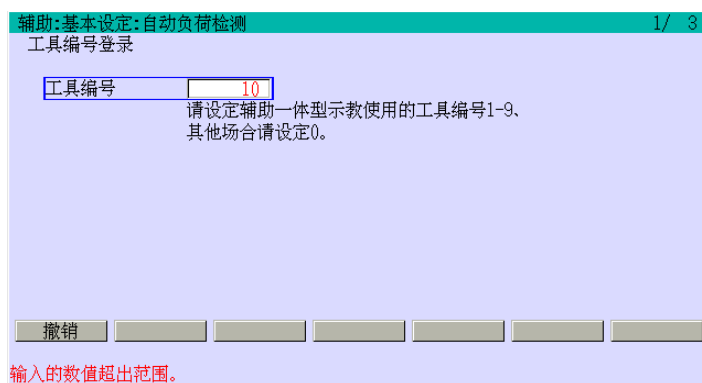 辅助:基本设定:自动负荷检测 1/ 3
工具编号登录
工具编号 10
请设定辅助一体型示教使用的工具编号1-9、
其他场合请设定0。
撤销
输入的数值超出范围。